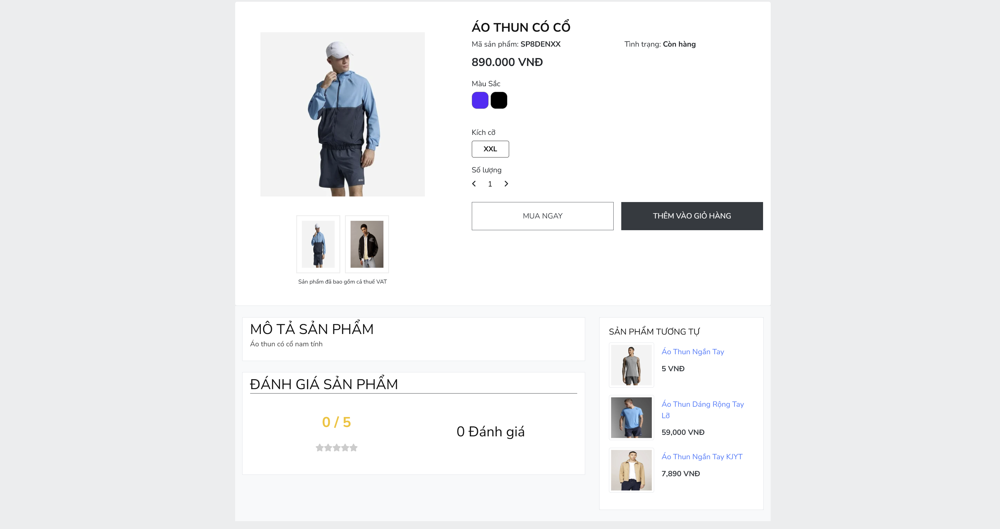 ÁO THUN CÓ CỔ
Mã sản phẩm: SP8DENXX
Tình trạng: Còn hàng
890.000 VNĐ
Màu Sắc
Kích cỡ
XXL
Số lượng
1
MUA NGAY
THÊM VÀO GIỎ HÀNG
Sản phẩm đã bao gồm cả thuế VAT
MÔ TẢ SẢN PHẨM
Áo thun có cổ nam tính
ĐÁNH GIÁ SẢN PHẨM
0 / 5
0 Đánh giá
SẢN PHẨM TƯƠNG TỰ
Áo Thun Ngắn Tay
5 VNĐ
Áo Thun Dáng Rộng Tay
Lỡ
59,000 VNĐ
Áo Thun Ngắn Tay KJYT
7,890 VNĐ